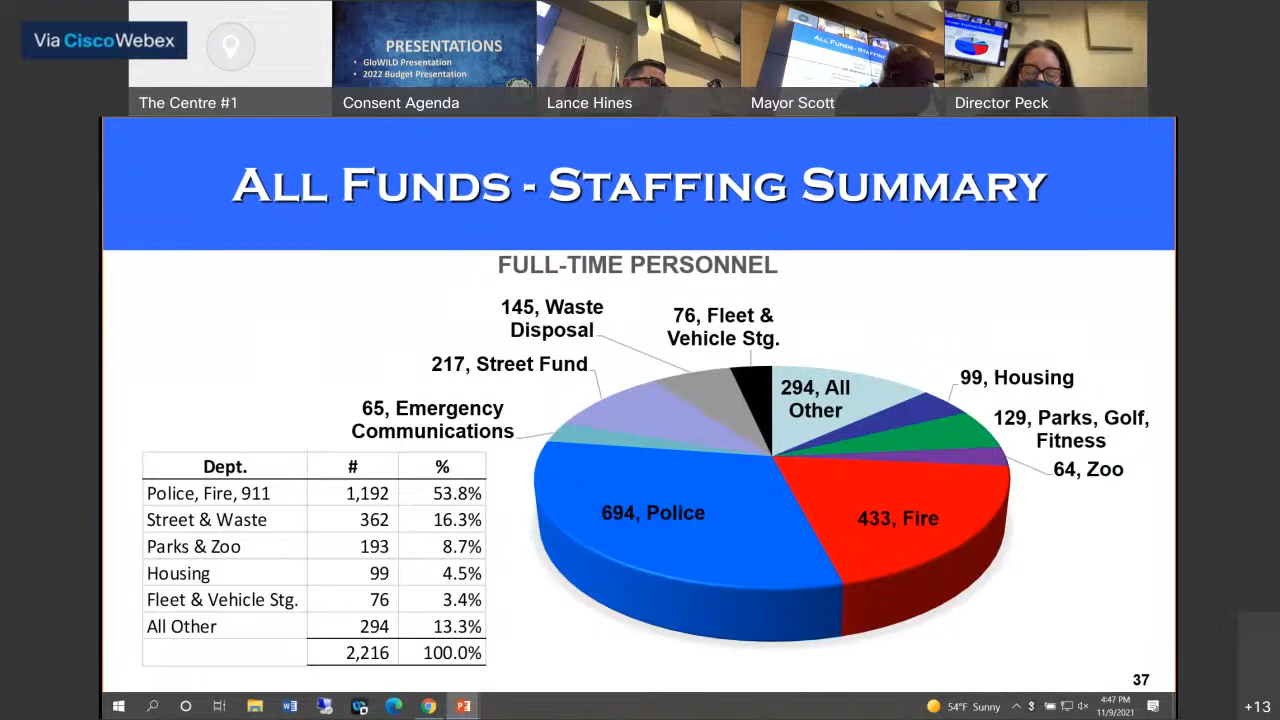 Via Cisco Webex
PRESENTATIONS
• GloWILD Presentation
• 2022 Budget Presentation
ALL FUNDS-STAFFING
The Centre #1
Consent Agenda
Lance Hines
Mayor Scott
Director Peck
ALL FUNDS - STAFFING SUMMARY
FULL-TIME PERSONNEL
145, Waste
Disposal
76, Fleet &
Vehicle Stg.
217, Street Fund
294, All
Other
99, Housing
65, Emergency
Communications
129, Parks, Golf,
Fitness
64, Zoo
694, Police
433, Fire
Dept. # %
Police, Fire, 911 1,192 53.8%
Street & Waste 362 16.3%
Parks & Zoo 193 8.7%
Housing 99 4.5%
Fleet & Vehicle Stg. 76 3.4%
All Other 294 13.3%
2,216 100.0%
37
54°F Sunny
4:47 PM
11/9/2021
+13